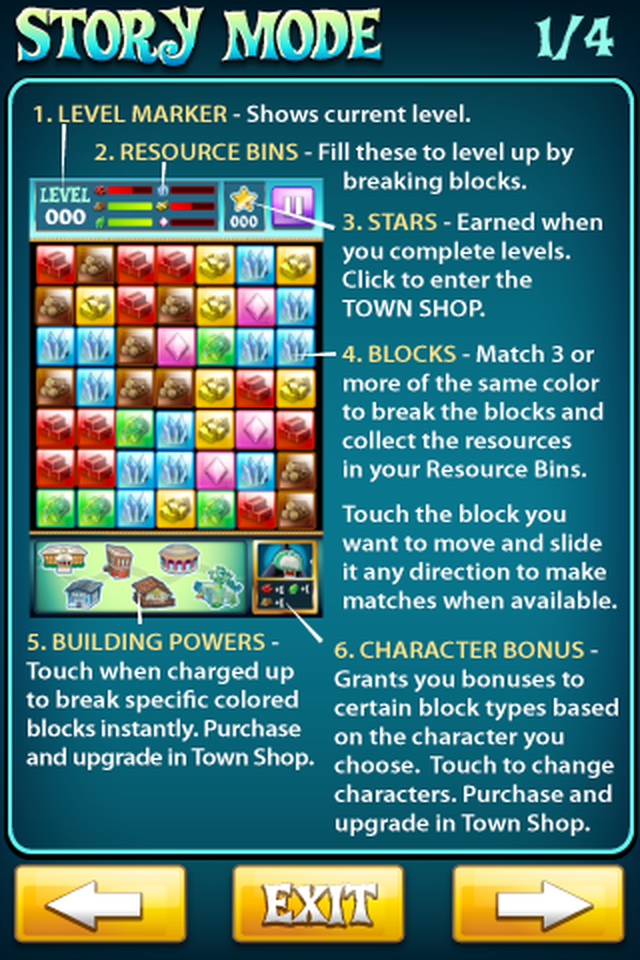 STORY MODE 1/4
1. LEVEL MARKER - Shows current level.
2. RESOURCE BINS - Fill these to level up by
breaking blocks.
LEVEL
000
000
3. STARS - Earned when
you complete levels.
Click to enter the
TOWN SHOP.
4. BLOCKS - Match 3 or
more of the same color
to break the blocks and
collect the resources
in your Resource Bins.
Touch the block you
want to move and slide
it any direction to make
matches when available.
5. BUILDING POWERS -
Touch when charged up
to break specific colored
blocks instantly. Purchase
and upgrade in Town Shop.
6. CHARACTER BONUS -
Grants you bonuses to
certain block types based
on the character you
choose. Touch to change
characters. Purchase and
upgrade in Town Shop.
EXIT